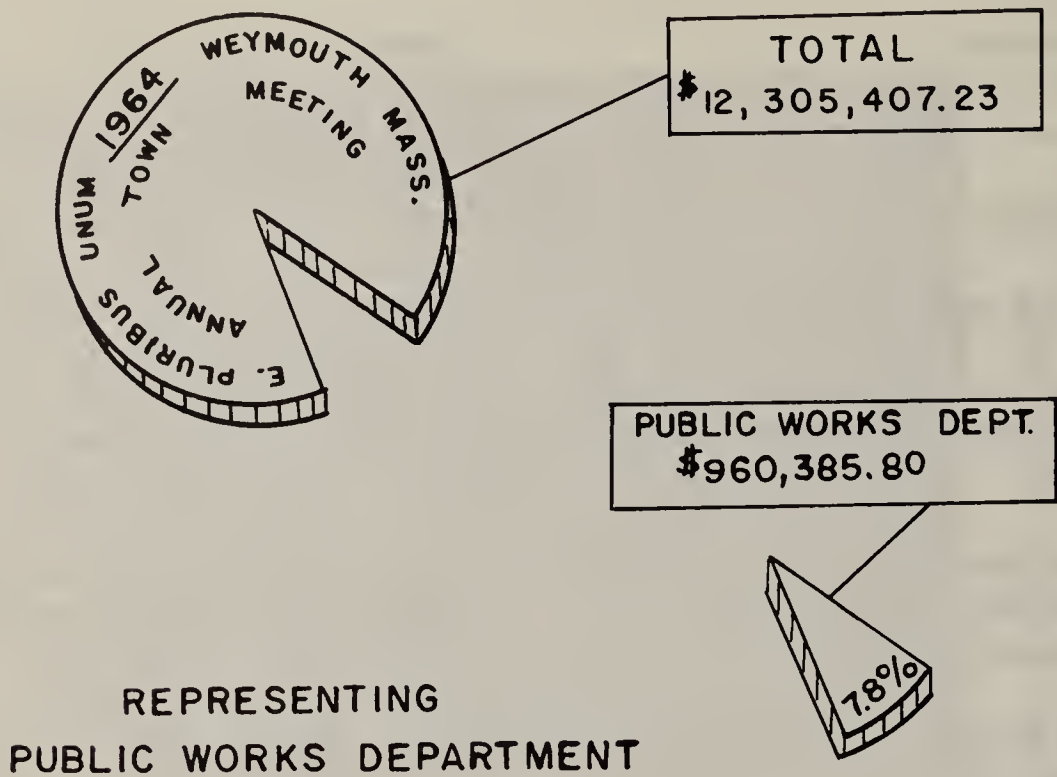 WEYMOUTH MASS.
1964
TOWN MEETING
ANNUAL
E. PLURIBUS UNUM
TOTAL
$12,305,407.23
PUBLIC WORKS DEPT.
$960,385.80
7.8%
REPRESENTING
PUBLIC WORKS DEPARTMENT